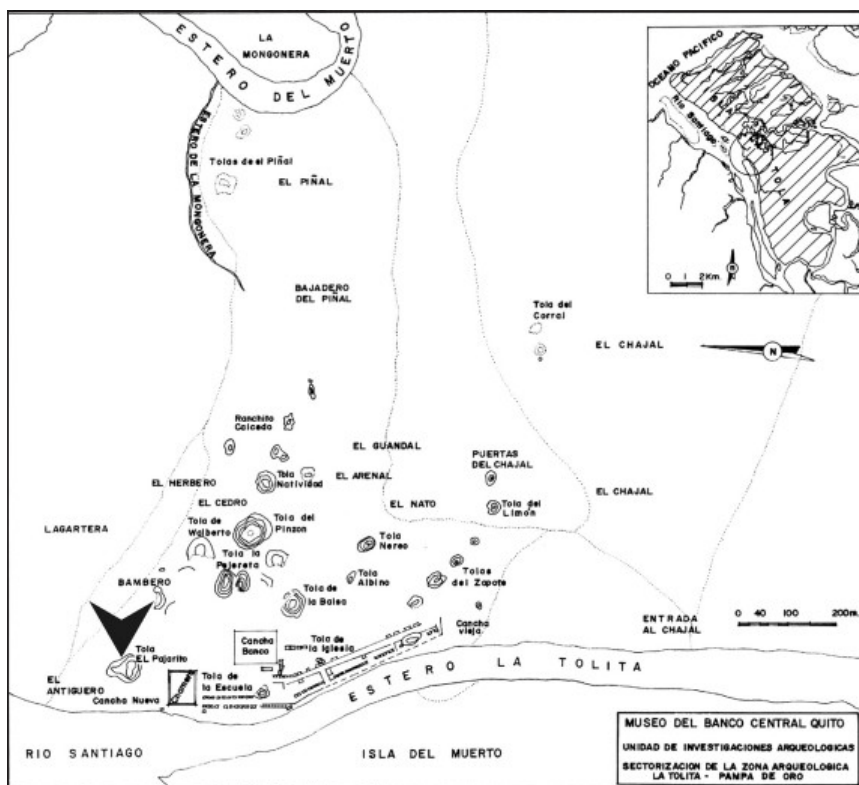 LA
MONGONERA
ESTERO DEL MUERTO
ESTERO DE LA MONGONERA
Tolas de el Piñal
EL PIÑAL
BAJADERO
DEL PIÑAL
OCEANO PACIFICO
Rio Santiago
TOLA
0 1 2 Km.
N
Tola del
Corral
EL CHAJAL
N
Ranchito
Caicedo
EL GUANDAL
PUERTAS
DEL CHAJAL
EL HERBERO
Tola
Natividad
EL ARENAL
EL CEDRO
EL NATO
Tola del
Limón
EL CHAJAL
LAGARTERA
Tola de
Walberto
Tola del
Pinzon
Tola la
Pajareta
Tola
Nereo
BAMBERO
Tola
Albina
Tolas
del Zapote
Tola de
la Balsa
Cancha
vieja
ENTRADA
AL CHAJAL
0 40 100 200m.
Tola
EL Pajarito
Cancha
Banco
Tola de
la Iglesia
EL
ANTIGUERO
Cancha Nueva
Tola de
la Escuela
ESTERO LA TOLITA
RIO SANTIAGO
ISLA DEL MUERTO
MUSEO DEL BANCO CENTRAL QUITO
UNIDAD DE INVESTIGACIONES ARQUEOLOGICAS
SECTORIZACION DE LA ZONA ARQUEOLOGICA
LA TOLITA - PAMPA DE ORO